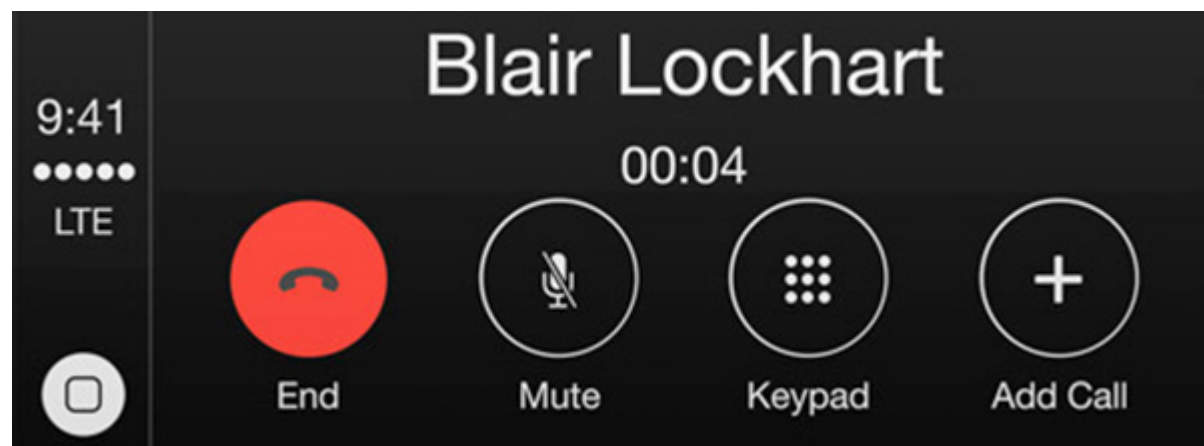 9:41
LTE
Blair Lockhart
00:04
End
Mute
Keypad
Add Call